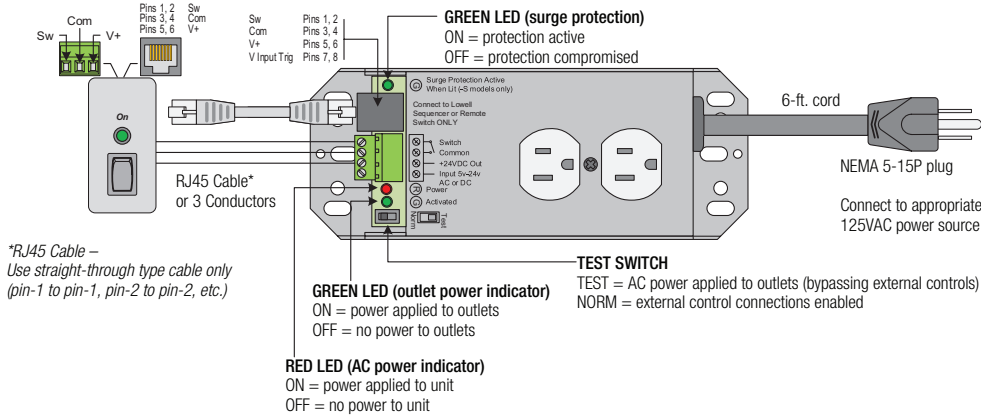 Pins 1, 2 Sw
Pins 3, 4 Com
Pins 5, 6 V+
Sw Com V+
Sw Pins 1, 2
Com Pins 3, 4
V+ Pins 5, 6
V Input Trig Pins 7, 8
GREEN LED (surge protection)
ON = protection active
OFF = protection compromised
On
G Surge Protection Active
When Lit (–S models only)
Connect to Lowell
Sequencer or Remote
Switch ONLY
Switch
Common
+24VDC Out
Input 5v-24v
AC or DC
R Power
G Activated
Norm Test
6-ft. cord
NEMA 5-15P plug
Connect to appropriate
125VAC power source
RJ45 Cable*
or 3 Conductors
*RJ45 Cable –
Use straight-through type cable only
(pin-1 to pin-1, pin-2 to pin-2, etc.)
TEST SWITCH
TEST = AC power applied to outlets (bypassing external controls)
NORM = external control connections enabled
GREEN LED (outlet power indicator)
ON = power applied to outlets
OFF = no power to outlets
RED LED (AC power indicator)
ON = power applied to unit
OFF = no power to unit